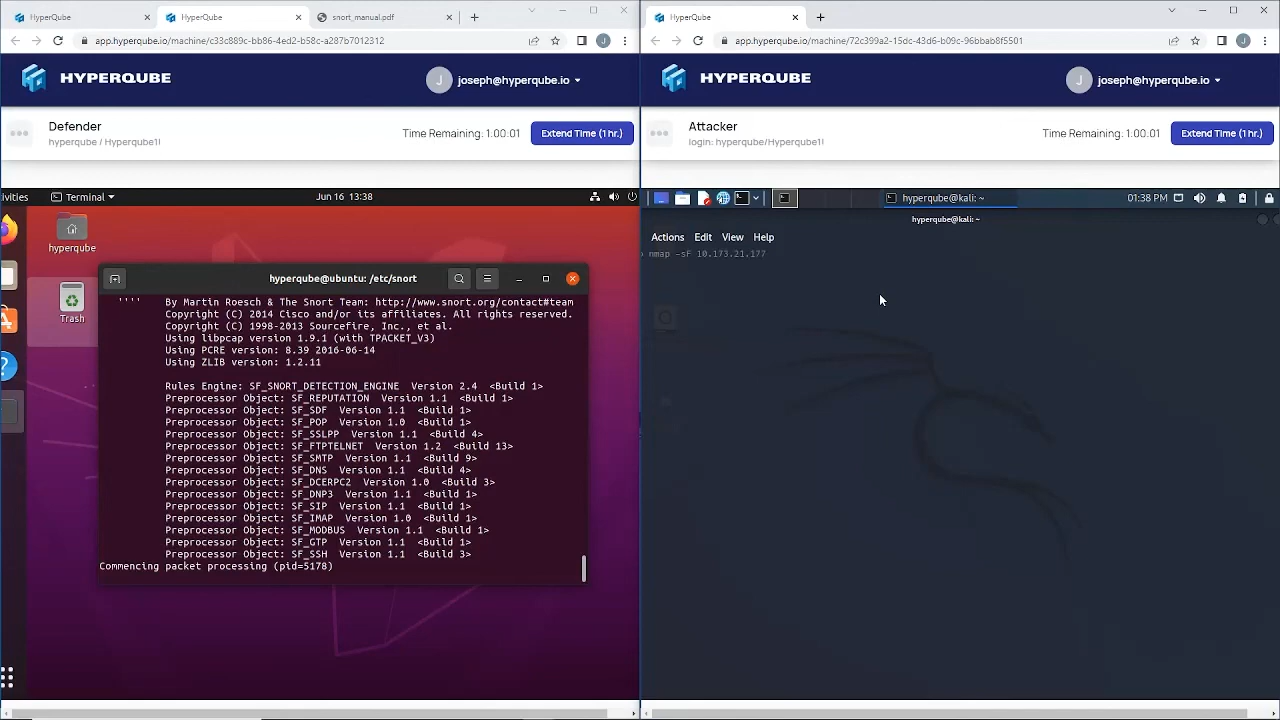 HyperQube
HyperQube
snort_manual.pdf
app.hyperqube.io/machine/c33c889c-bb86-4ed2-b58c-a287b7012312
J
HYPERQUBE
J
joseph@hyperqube.io
Defender
hyperqube / Hyperqube1!
Time Remaining: 1:00:01
Extend Time (1 hr.)
ivities
Terminal
Jun 16 13:38
hyperqube
Trash
hyperqube@ubuntu: /etc/snort
'''' By Martin Roesch & The Snort Team: http://www.snort.org/contact#team
Copyright (C) 2014 Cisco and/or its affiliates. All rights reserved.
Copyright (C) 1998-2013 Sourcefire, Inc., et al.
Using libpcap version 1.9.1 (with TPACKET_V3)
Using PCRE version: 8.39 2016-06-14
Using ZLIB version: 1.2.11
Rules Engine: SF_SNORT_DETECTION_ENGINE Version 2.4 <Build 1>
Preprocessor Object: SF_REPUTATION Version 1.1 <Build 1>
Preprocessor Object: SF_SDF Version 1.1 <Build 1>
Preprocessor Object: SF_POP Version 1.0 <Build 1>
Preprocessor Object: SF_SSLPP Version 1.1 <Build 4>
Preprocessor Object: SF_FTPTELNET Version 1.2 <Build 13>
Preprocessor Object: SF_SMTP Version 1.1 <Build 9>
Preprocessor Object: SF_DNS Version 1.1 <Build 4>
Preprocessor Object: SF_DCERPC2 Version 1.0 <Build 3>
Preprocessor Object: SF_DNP3 Version 1.1 <Build 1>
Preprocessor Object: SF_SIP Version 1.1 <Build 1>
Preprocessor Object: SF_IMAP Version 1.0 <Build 1>
Preprocessor Object: SF_MODBUS Version 1.1 <Build 1>
Preprocessor Object: SF_GTP Version 1.1 <Build 1>
Preprocessor Object: SF_SSH Version 1.1 <Build 3>
Commencing packet processing (pid=5178)
HyperQube
app.hyperqube.io/machine/72c399a2-15dc-43d6-b09c-96bbab8f5501
J
HYPERQUBE
J
joseph@hyperqube.io
Attacker
login: hyperqube/Hyperqube1!
Time Remaining: 1:00:01
Extend Time (1 hr.)
hyperqube@kali: ~
01:38 PM
hyperqube@kali: ~
Actions Edit View Help
nmap -sF 10.173.21.177